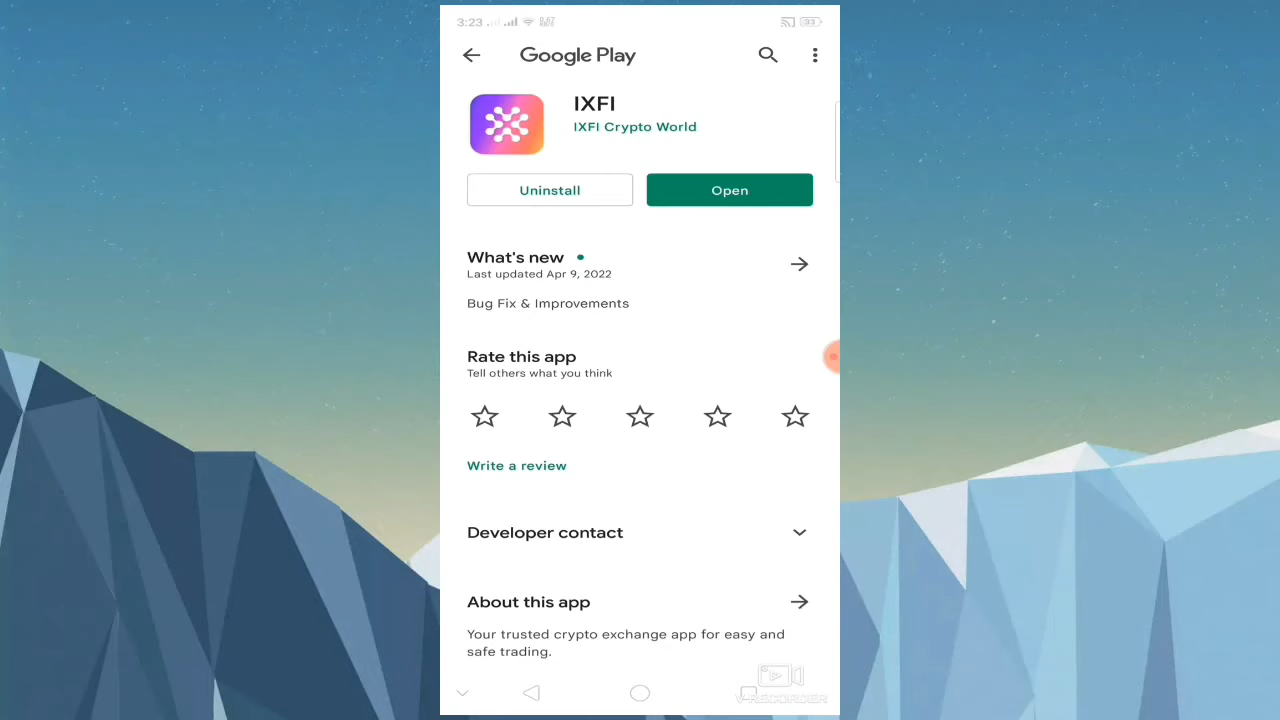 3:23
33
Google Play
IXFI
IXFI Crypto World
Uninstall
Open
What's new
Last updated Apr 9, 2022
Bug Fix & Improvements
Rate this app
Tell others what you think
Write a review
Developer contact
About this app
Your trusted crypto exchange app for easy and
safe trading.
V RECORDER